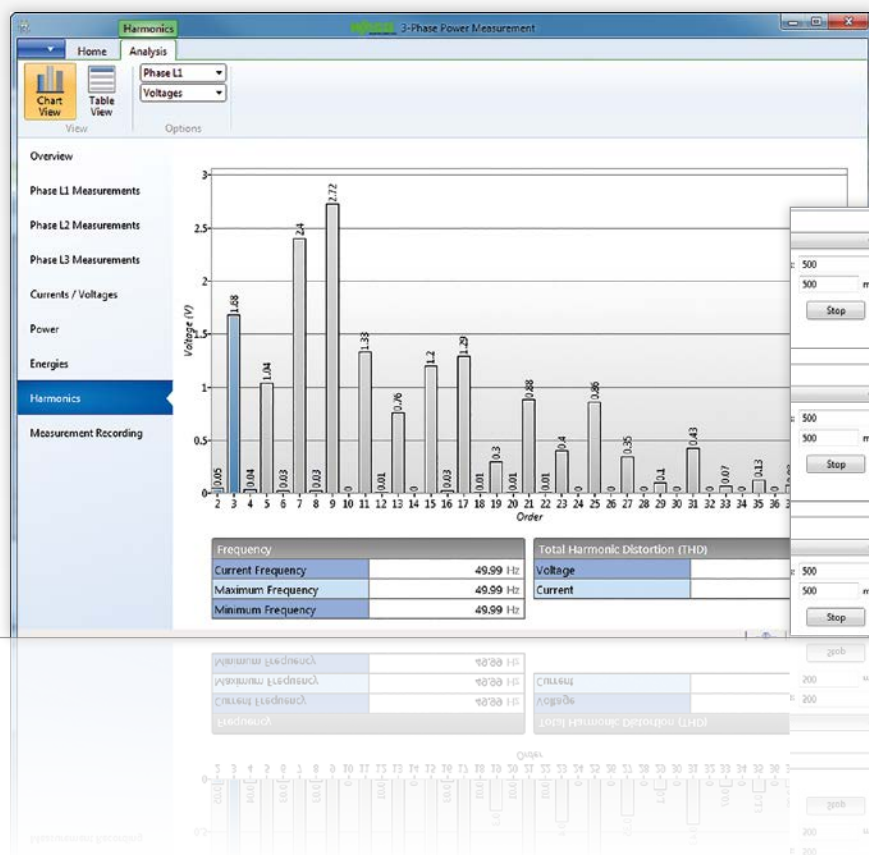 Harmonics
3-Phase Power Measurement
Home
Analysis
Chart View
Table View
View
Phase L1
Voltages
Options
Overview
Phase L1 Measurements
Phase L2 Measurements
Phase L3 Measurements
Currents / Voltages
Power
Energies
Harmonics
Measurement Recording
Voltage (V)
3
2.5
2
1.5
1
0.5
0
0.05 1.68 0.04 1.04 0.03 2.4 0.03 2.72 0 1.33 0.01 0.76 0 1.2 0.03 1.29 0.01 0.3 0.01 0.88 0.01 0.4 0 0.86 0 0.35 0 0.1 0 0.43 0 0.07 0 0.13 0
2 3 4 5 6 7 8 9 10 11 12 13 14 15 16 17 18 19 20 21 22 23 24 25 26 27 28 29 30 31 32 33 34 35 36
Order
Frequency
Current Frequency 49.99 Hz
Maximum Frequency 49.99 Hz
Minimum Frequency 49.99 Hz
Total Harmonic Distortion (THD)
Voltage
Current
500
500 m
Stop
500
500 m
Stop
500
500 m
Stop